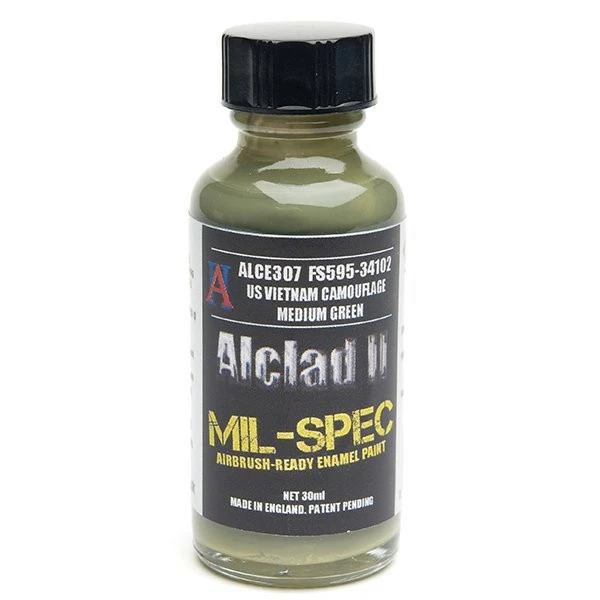 A
ALCE307 FS595-34102
US VIETNAM CAMOUFLAGE
MEDIUM GREEN
Alclad II
MIL-SPEC
AIRBRUSH-READY ENAMEL PAINT
NET 30ml
MADE IN ENGLAND. PATENT PENDING